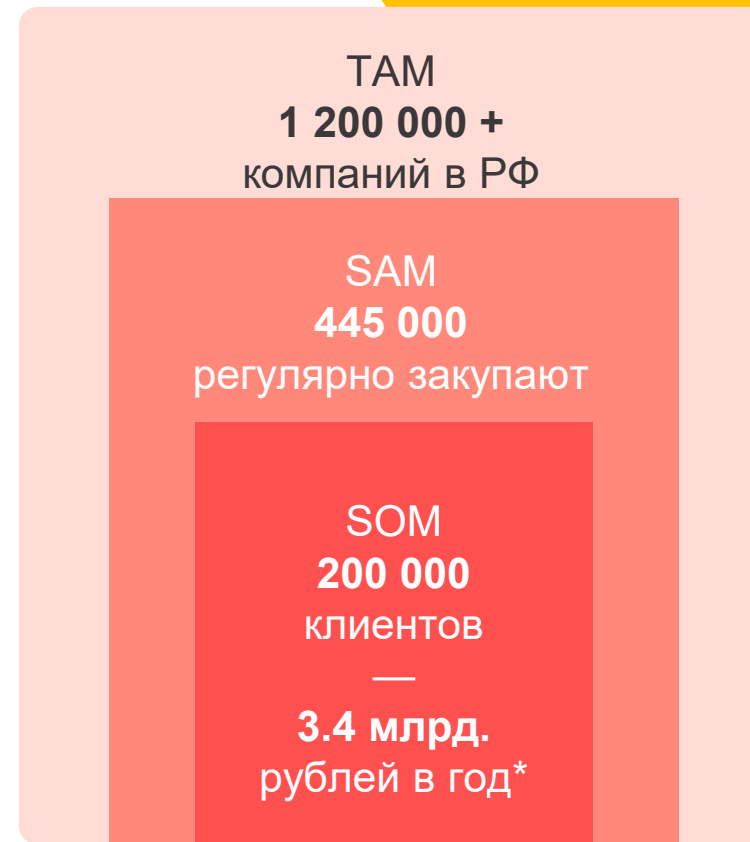 TAM
1 200 000 +
компаний в РФ
SAM
445 000
регулярно закупают
SOM
200 000
клиентов
—
3.4 млрд.
рублей в год*